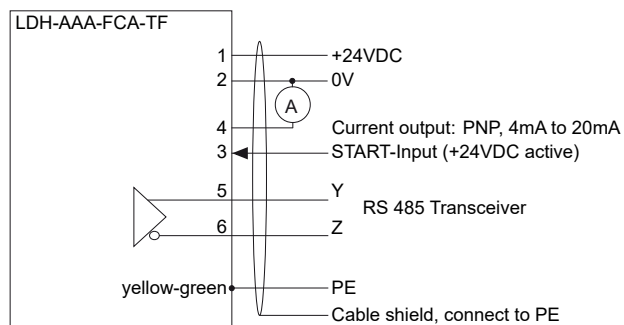 LDH-AAA-FCA-TF
1 +24VDC
2 0V
A
4 Current output: PNP, 4mA to 20mA
3 START-Input (+24VDC active)
5 Y
RS 485 Transceiver
6 Z
yellow-green PE
Cable shield, connect to PE